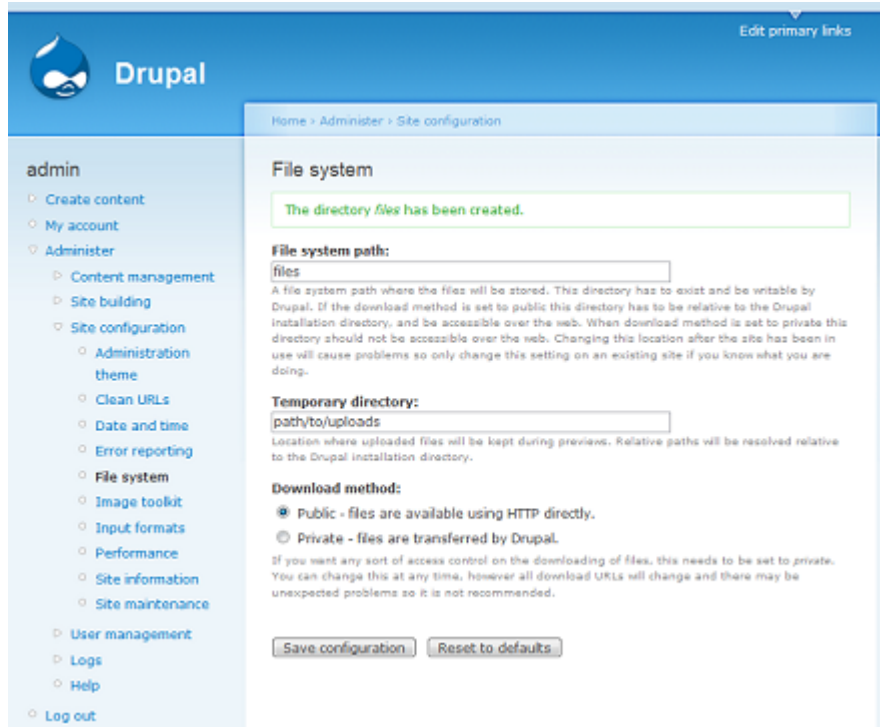 Edit primary links
Drupal
Home › Administer › Site configuration
admin
Create content
My account
Administer
Content management
Site building
Site configuration
Administration
theme
Clean URLs
Date and time
Error reporting
File system
Image toolkit
Input formats
Performance
Site information
Site maintenance
User management
Logs
Help
Log out
File system
The directory files has been created.
File system path:
files
A file system path where the files will be stored. This directory has to exist and be writable by
Drupal. If the download method is set to public this directory has to be relative to the Drupal
installation directory, and be accessible over the web. When download method is set to private this
directory should not be accessible over the web. Changing this location after the site has been in
use will cause problems so only change this setting on an existing site if you know what you are
doing.
Temporary directory:
path/to/uploads
Location where uploaded files will be kept during previews. Relative paths will be resolved relative
to the Drupal installation directory.
Download method:
Public - files are available using HTTP directly.
Private - files are transferred by Drupal.
If you want any sort of access control on the downloading of files, this needs to be set to private.
You can change this at any time, however all download URLs will change and there may be
unexpected problems so it is not recommended.
Save configuration
Reset to defaults